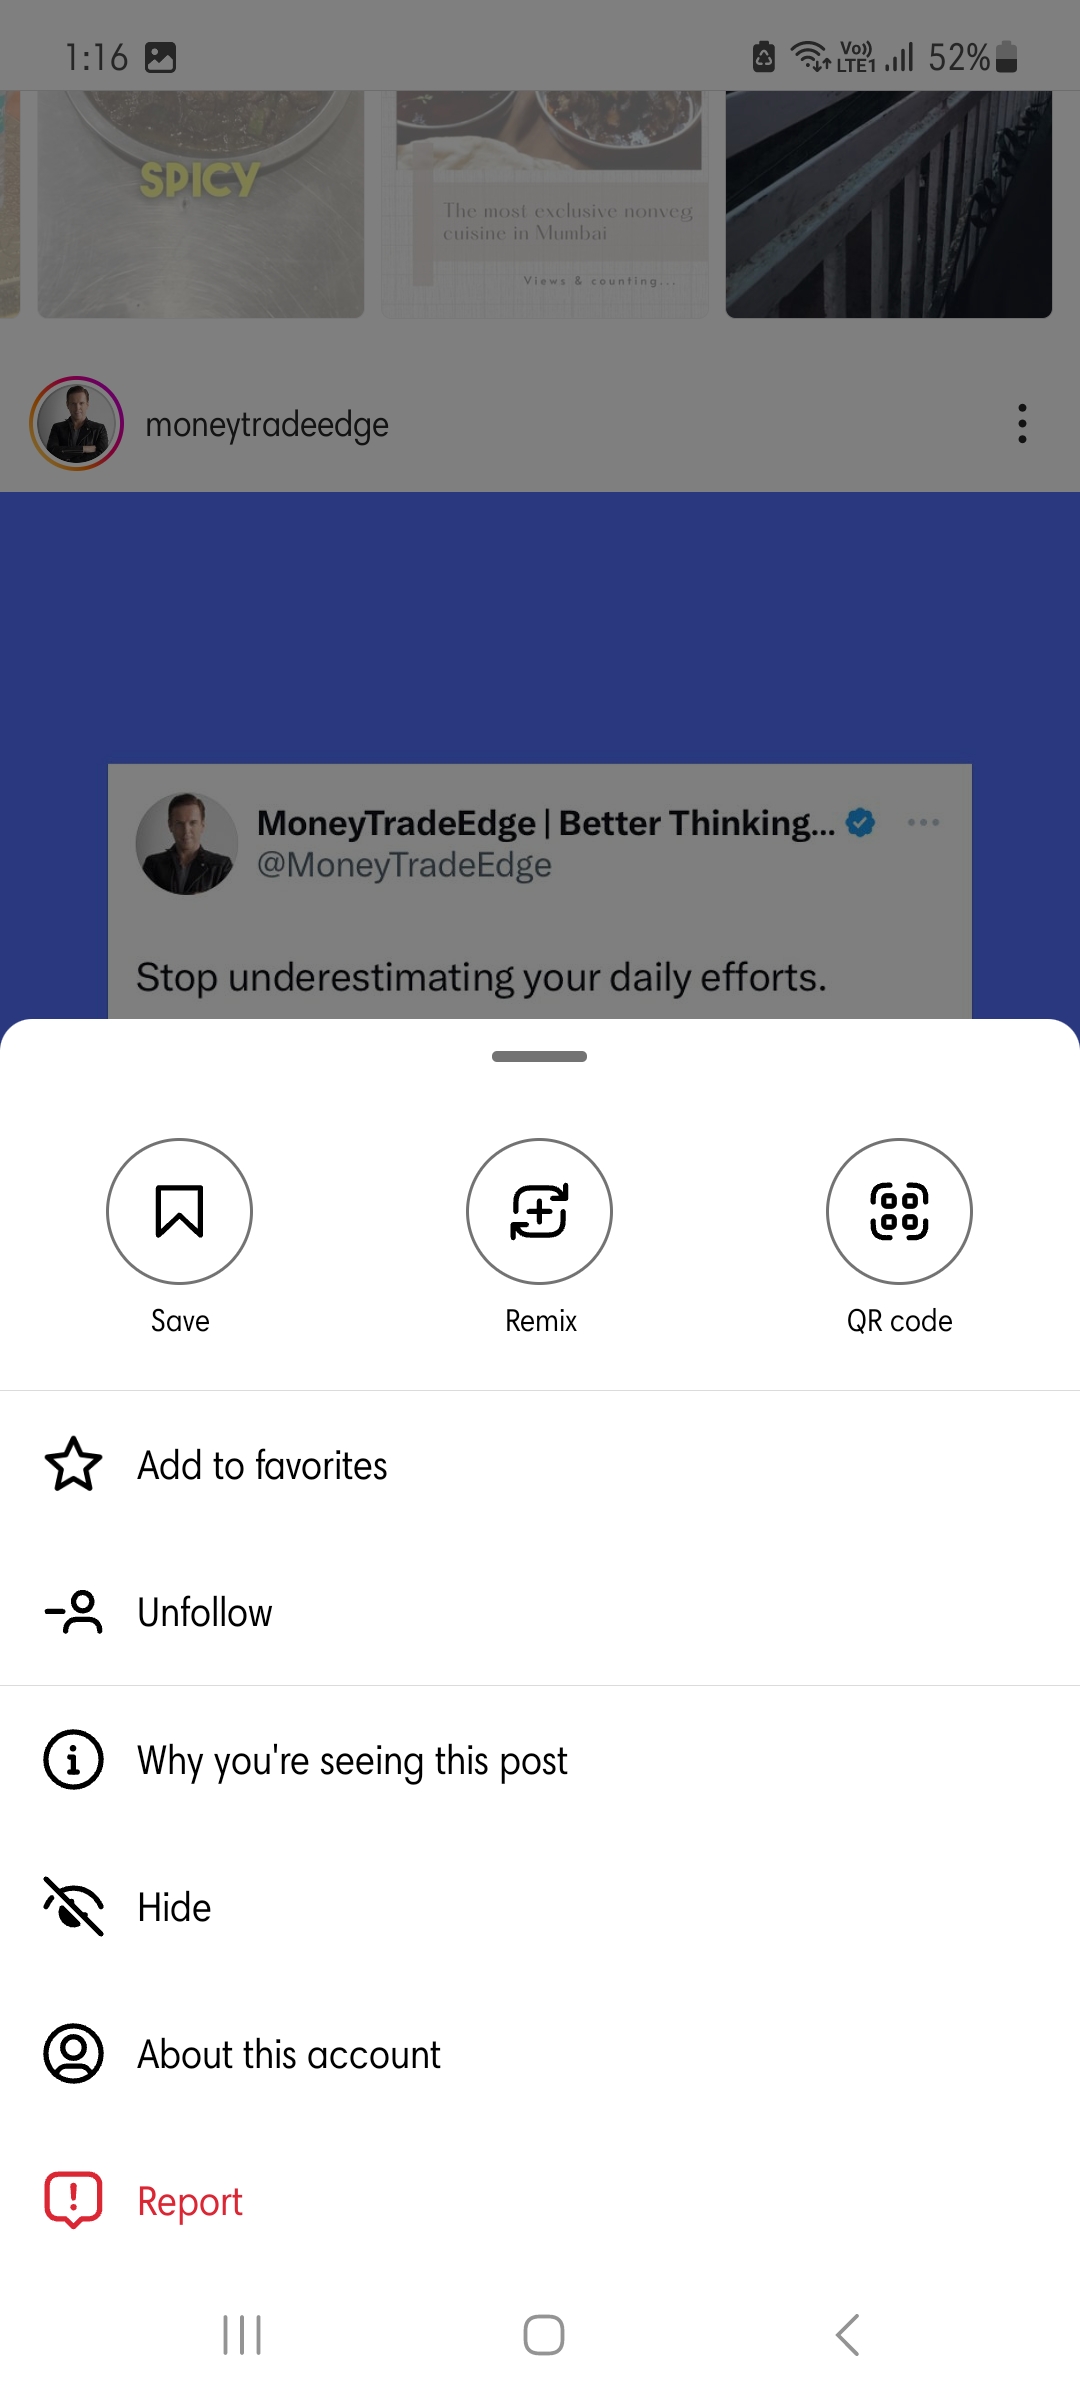 1:16
Vo)) LTE1 52%
SPICY
The most exclusive nonveg
cuisine in Mumbai
Views & counting...
moneytradeedge
MoneyTradeEdge | Better Thinking...
@MoneyTradeEdge
Stop underestimating your daily efforts.
Save
Remix
QR code
Add to favorites
Unfollow
Why you're seeing this post
Hide
About this account
Report